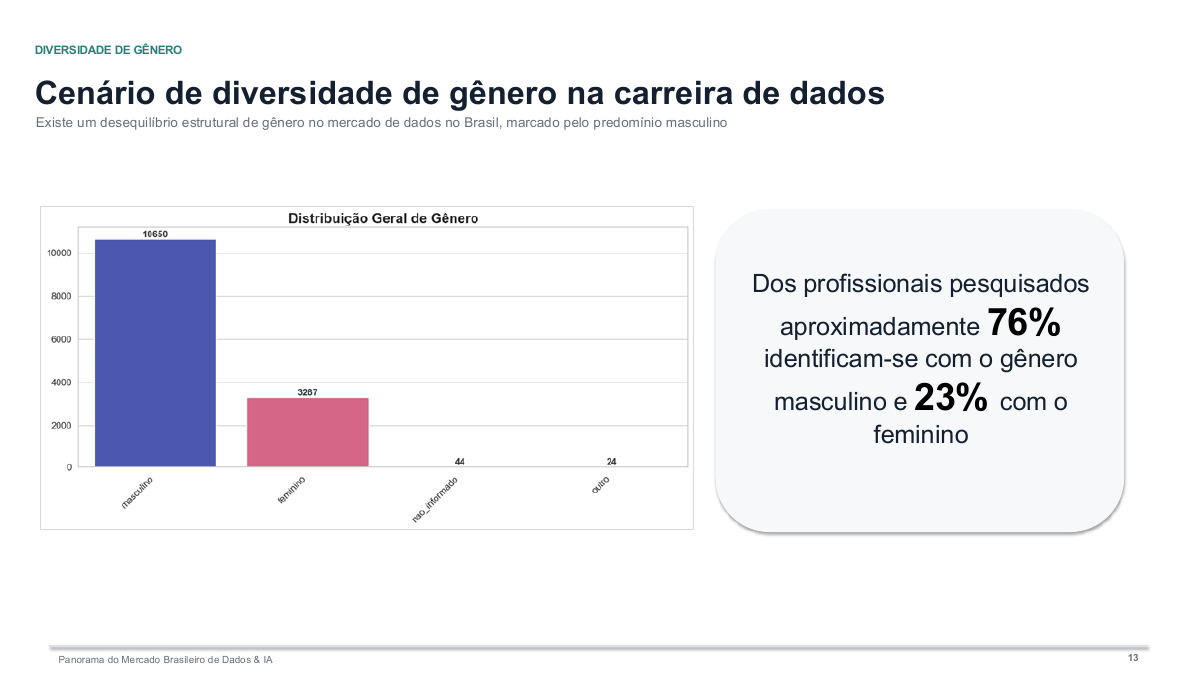 DIVERSIDADE DE GÊNERO
Cenário de diversidade de gênero na carreira de dados
Existe um desequilíbrio estrutural de gênero no mercado de dados no Brasil, marcado pelo predomínio masculino
Distribuição Geral de Gênero
10650
10000
8000
6000
4000
2000
0
3287
44
24
masculino
feminino
nao_informado
outro
Dos profissionais pesquisados
aproximadamente 76%
identificam-se com o gênero
masculino e 23% com o
feminino
Panorama do Mercado Brasileiro de Dados & IA
13